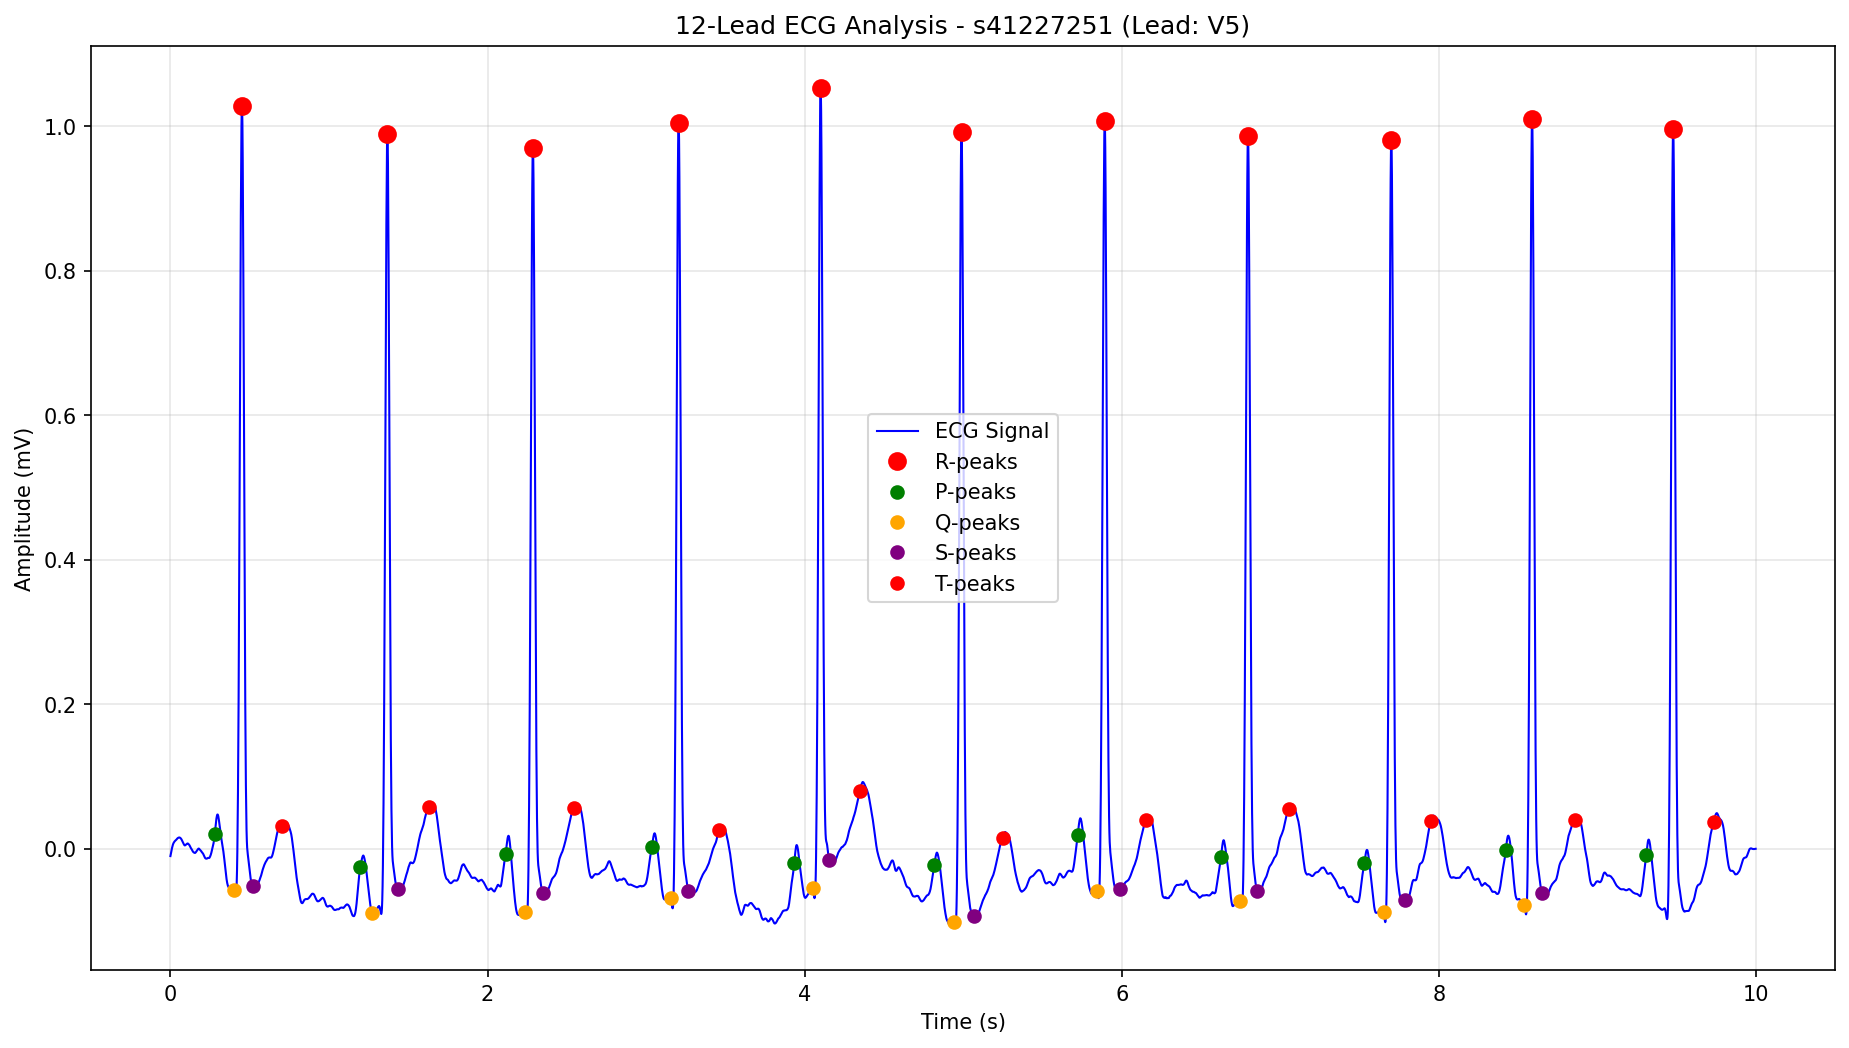 12-Lead ECG Analysis - s41227251 (Lead: V5)
1.0
0.8
0.6
0.4
0.2
0.0
Amplitude (mV)
ECG Signal
R-peaks
P-peaks
Q-peaks
S-peaks
T-peaks
0 2 4 6 8 10
Time (s)